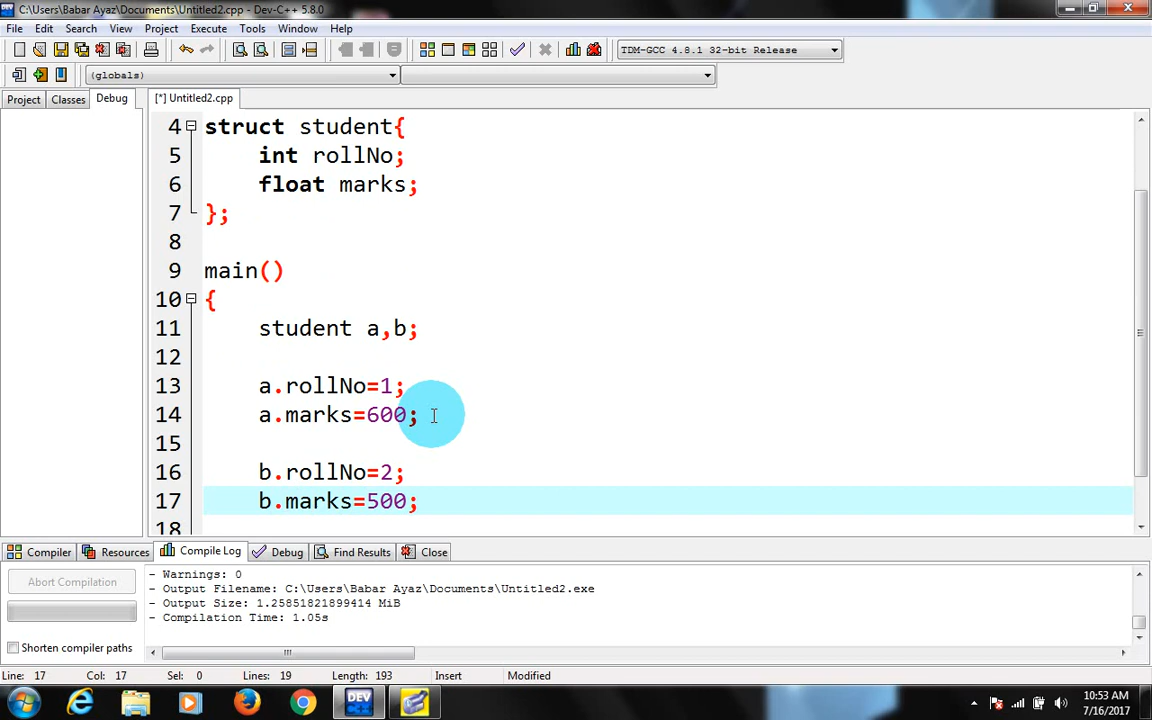 C:\Users\Babar Ayaz\Documents\Untitled2.cpp - Dev-C++ 5.8.0
File Edit Search View Project Execute Tools Window Help
TDM-GCC 4.8.1 32-bit Release
(globals)
Project Classes Debug [*] Untitled2.cpp
4 struct student{
5 int rollNo;
6 float marks;
7 };
8
9 main()
10 {
11 student a,b;
12
13 a.rollNo=1;
14 a.marks=600;
15
16 b.rollNo=2;
17 b.marks=500;
18
Compiler Resources Compile Log Debug Find Results Close
Abort Compilation
Shorten compiler paths
- Warnings: 0
- Output Filename: C:\Users\Babar Ayaz\Documents\Untitled2.exe
- Output Size: 1.25851821899414 MiB
- Compilation Time: 1.05s
Line: 17 Col: 17 Sel: 0 Lines: 19 Length: 193 Insert Modified
DEV
10:53 AM
7/16/2017